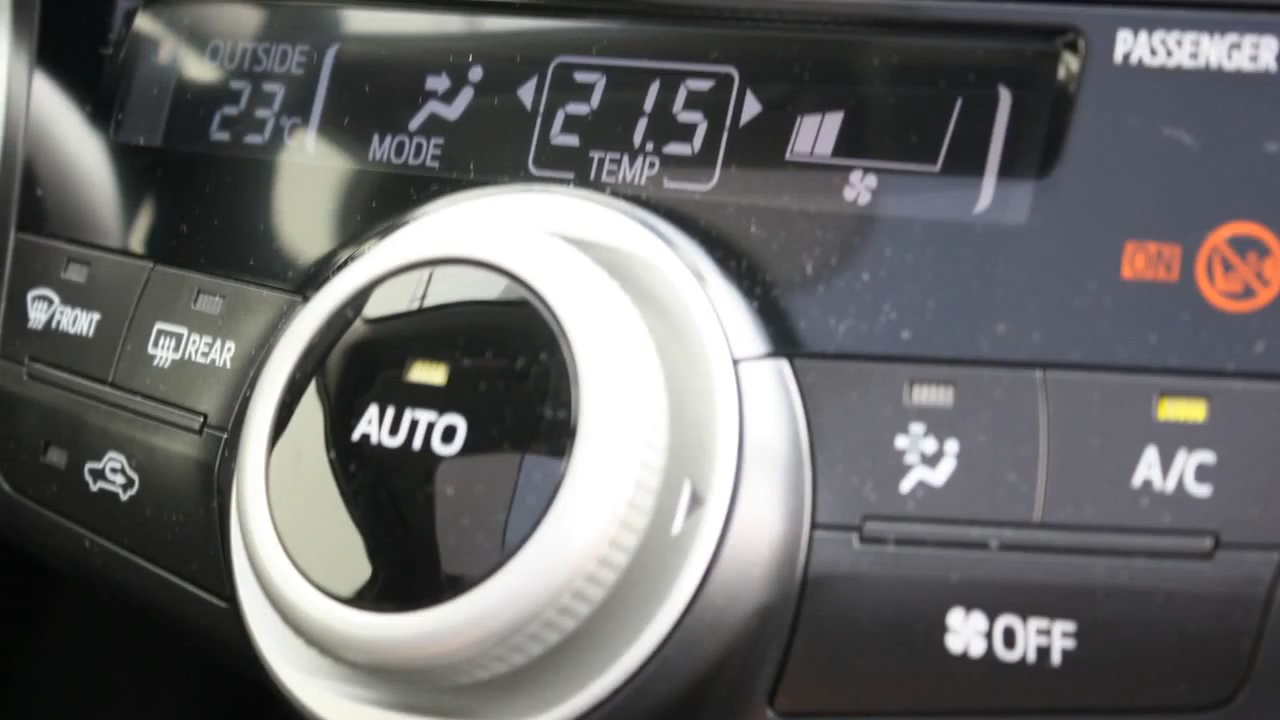 PASSENGER
OUTSIDE
23°C
MODE
21.5
TEMP
ON
FRONT
REAR
AUTO
A/C
OFF